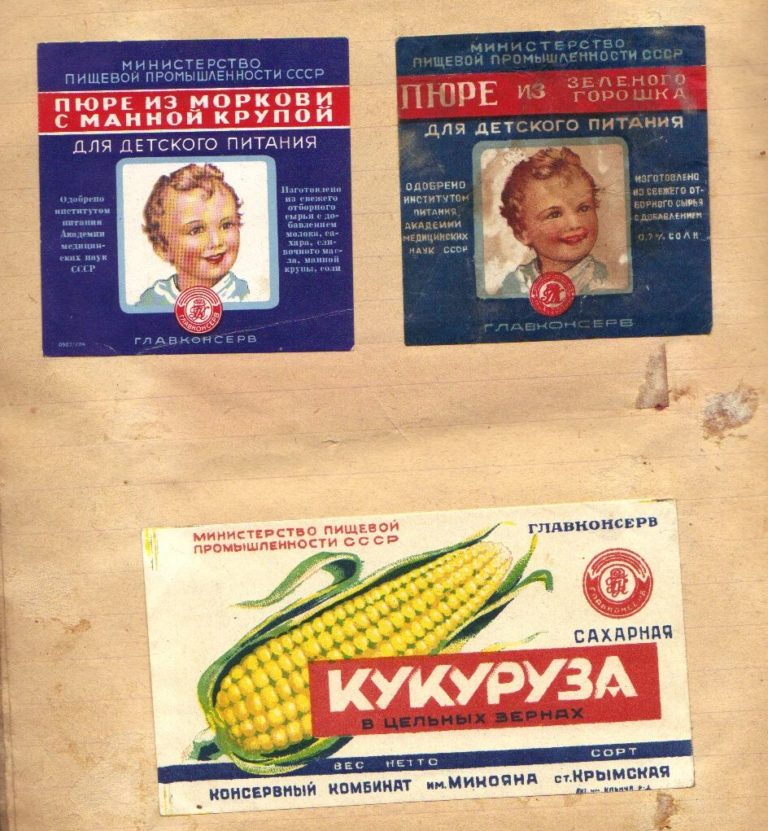 МИНИСТЕРСТВО
ПИЩЕВОЙ ПРОМЫШЛЕННОСТИ СССР
ПЮРЕ ИЗ МОРКОВИ
С МАННОЙ КРУПОЙ
ДЛЯ ДЕТСКОГО ПИТАНИЯ
Одобрено
институтом
питания
Академии
медицин-
ских наук
СССР
Изготовлено
из свежего
отборного
сырья с до-
бавлением
молока, са-
хара, сли-
вочного мас-
ла, манной
крупы, соли
ГЛАВКОНСЕРВ
ГЛАВКОНСЕРВ
МИНИСТЕРСТВО
ПИЩЕВОЙ ПРОМЫШЛЕННОСТИ СССР
ПЮРЕ ИЗ ЗЕЛЕНОГО
ГОРОШКА
ДЛЯ ДЕТСКОГО ПИТАНИЯ
ОДОБРЕНО
ИНСТИТУТОМ
ПИТАНИЯ
АКАДЕМИИ
МЕДИЦИНСКИХ
НАУК СССР
ИЗГОТОВЛЕНО
ИЗ СВЕЖЕГО ОТ-
БОРНОГО СЫРЬЯ
С ДОБАВЛЕНИЕМ
0,7% СОЛИ
ГЛАВКОНСЕРВ
МИНИСТЕРСТВО ПИЩЕВОЙ
ПРОМЫШЛЕННОСТИ СССР
ГЛАВКОНСЕРВ
ГЛАВКОНСЕРВ
САХАРНАЯ
КУКУРУЗА
В ЦЕЛЬНЫХ ЗЕРНАХ
ВЕС НЕТТО СОРТ
КОНСЕРВНЫЙ КОМБИНАТ ИМ. МИКОЯНА СТ. КРЫМСКАЯ